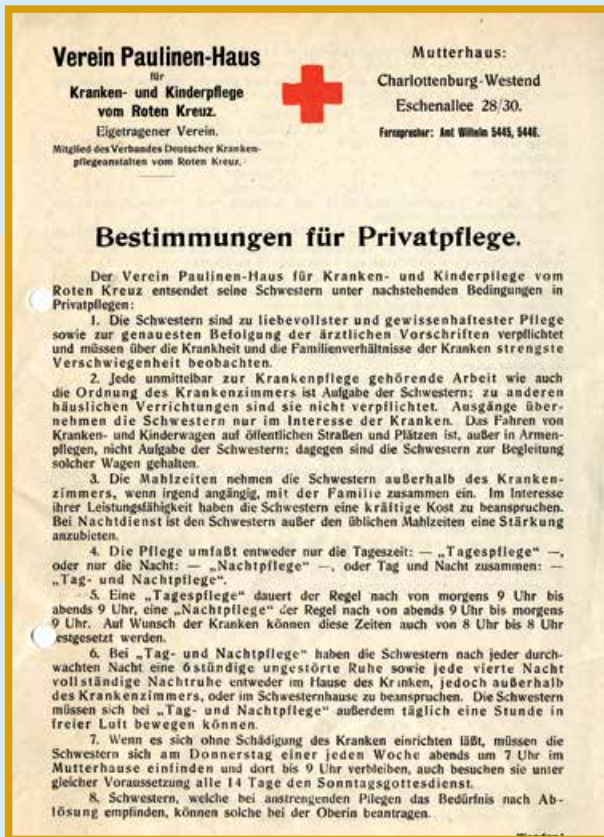 Verein Paulinen-Haus
für
Kranken- und Kinderpflege
vom Roten Kreuz.
Eigetragener Verein.
Mitglied des Verbandes Deutscher Kranken-
pflegeanstalten vom Roten Kreuz.
Mutterhaus:
Charlottenburg-Westend
Eschenallee 28/30.
Fernsprecher: Amt Wilhelm 5445, 5446.
Bestimmungen für Privatpflege.
Der Verein Paulinen-Haus für Kranken- und Kinderpflege vom
Roten Kreuz entsendet seine Schwestern unter nachstehenden Bedingungen in
Privatpflegen:
1. Die Schwestern sind zu liebevollster und gewissenhaftester Pflege
sowie zur genauesten Befolgung der ärztlichen Vorschriften verpflichtet
und müssen über die Krankheit und die Familienverhältnisse der Kranken strengste
Verschwiegenheit beobachten.
2. Jede unmittelbar zur Krankenpflege gehörende Arbeit wie auch
die Ordnung des Krankenzimmers ist Aufgabe der Schwestern; zu anderen
häuslichen Verrichtungen sind sie nicht verpflichtet. Ausgänge über-
nehmen die Schwestern nur im Interesse der Kranken. Das Fahren von
Kranken- und Kinderwagen auf öffentlichen Straßen und Plätzen ist, außer in Armen-
pflegen, nicht Aufgabe der Schwestern; dagegen sind die Schwestern zur Begleitung
solcher Wagen gehalten.
3. Die Mahlzeiten nehmen die Schwestern außerhalb des Kranken-
zimmers, wenn irgend angängig, mit der Familie zusammen ein. Im Interesse
ihrer Leistungsfähigkeit haben die Schwestern eine kräftige Kost zu beanspruchen.
Bei Nachtdienst ist den Schwestern außer den üblichen Mahlzeiten eine Stärkung
anzubieten.
4. Die Pflege umfaßt entweder nur die Tageszeit: — „Tagespflege“ —,
oder nur die Nacht: — „Nachtpflege“ —, oder Tag und Nacht zusammen: —
„Tag- und Nachtpflege“.
5. Eine „Tagespflege“ dauert der Regel nach von morgens 9 Uhr bis
abends 9 Uhr, eine „Nachtpflege“ der Regel nach von abends 9 Uhr bis morgens
9 Uhr. Auf Wunsch der Kranken können diese Zeiten auch von 8 Uhr bis 8 Uhr
festgesetzt werden.
6. Bei „Tag- und Nachtpflege“ haben die Schwestern nach jeder durch-
wachten Nacht eine 6stündige ungestörte Ruhe sowie jede vierte Nacht
vollständige Nachtruhe entweder im Hause des Kranken, jedoch außerhalb
des Krankenzimmers, oder im Schwesternhause zu beanspruchen. Die Schwestern
müssen sich bei „Tag- und Nachtpflege“ außerdem täglich eine Stunde in
freier Luft bewegen können.
7. Wenn es sich ohne Schädigung des Kranken einrichten läßt, müssen die
Schwestern sich am Donnerstag einer jeden Woche abends um 7 Uhr im
Mutterhause einfinden und dort bis 9 Uhr verbleiben, auch besuchen sie unter
gleicher Voraussetzung alle 14 Tage den Sonntagsgottesdienst.
8. Schwestern, welche bei anstrengenden Pflegen das Bedürfnis nach Ab-
lösung empfinden, können solche bei der Oberin beantragen.